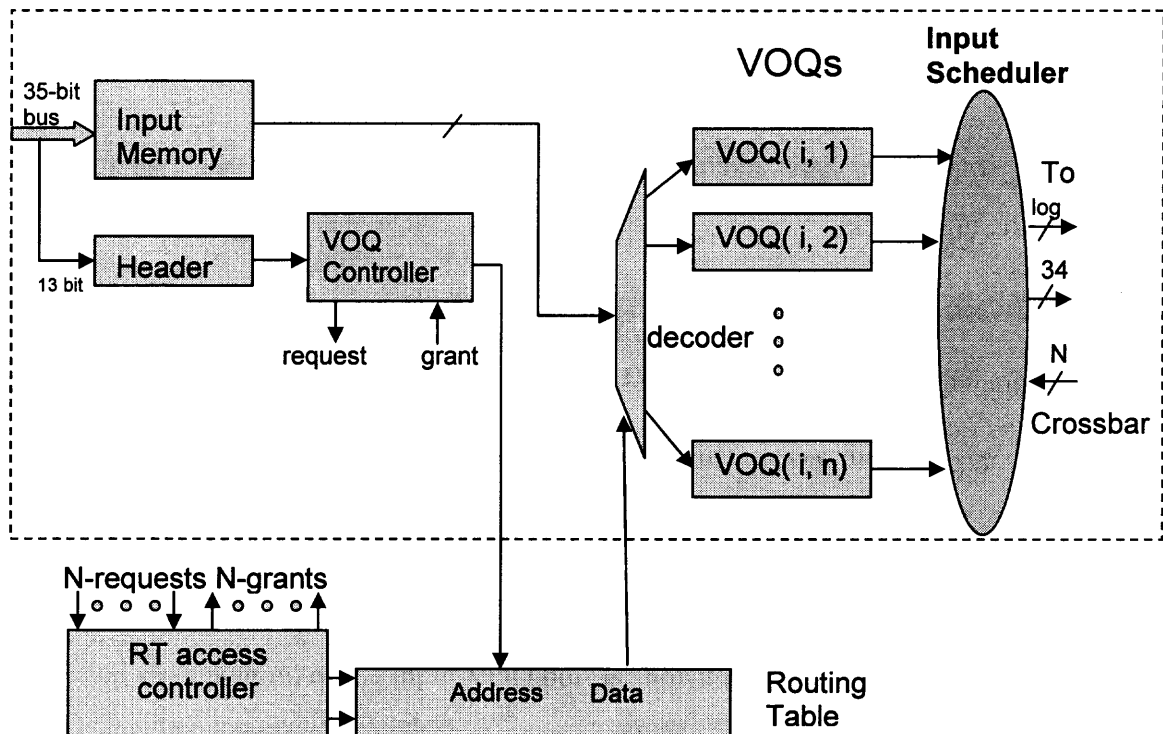 VOQs
Input
Scheduler
35-bit
bus
Input
Memory
VOQ( i, 1)
To
log
13 bit
Header
VOQ
Controller
VOQ( i, 2)
34
request
grant
decoder
N
Crossbar
VOQ( i, n)
N-requests N-grants
RT access
controller
Address
Data
Routing
Table